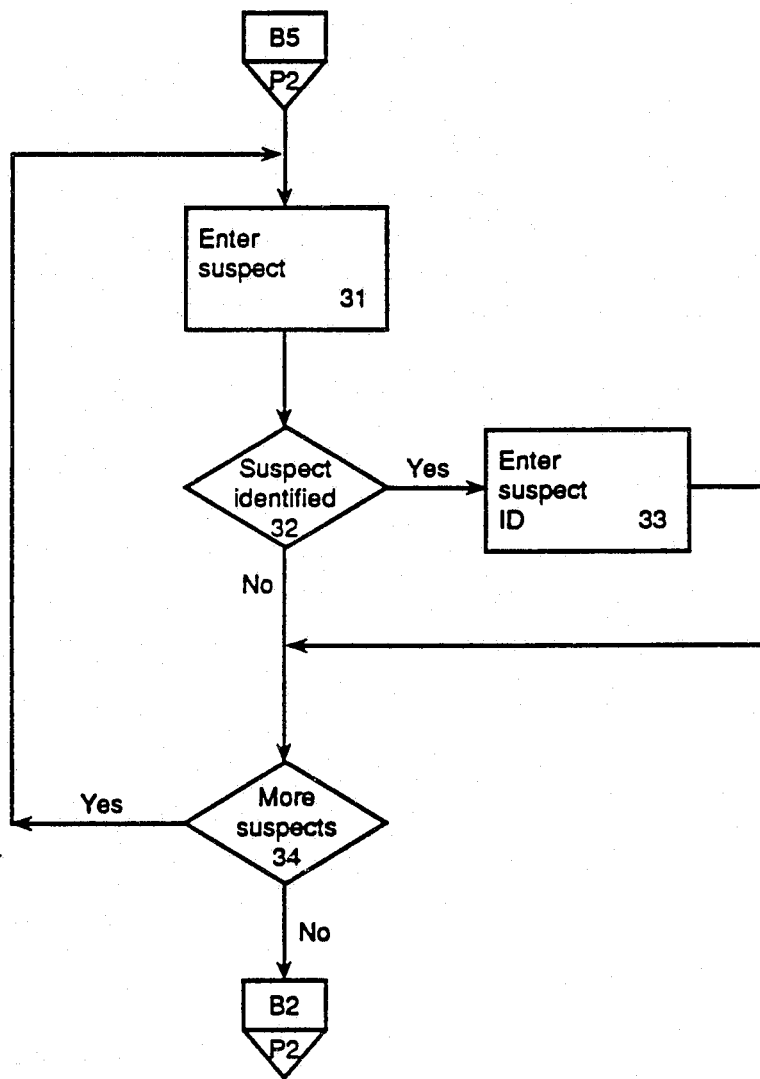 B5
P2
Enter
suspect
31
Suspect
identified
32
Yes
Enter
suspect
ID 33
No
More
suspects
34
Yes
No
B2
P2